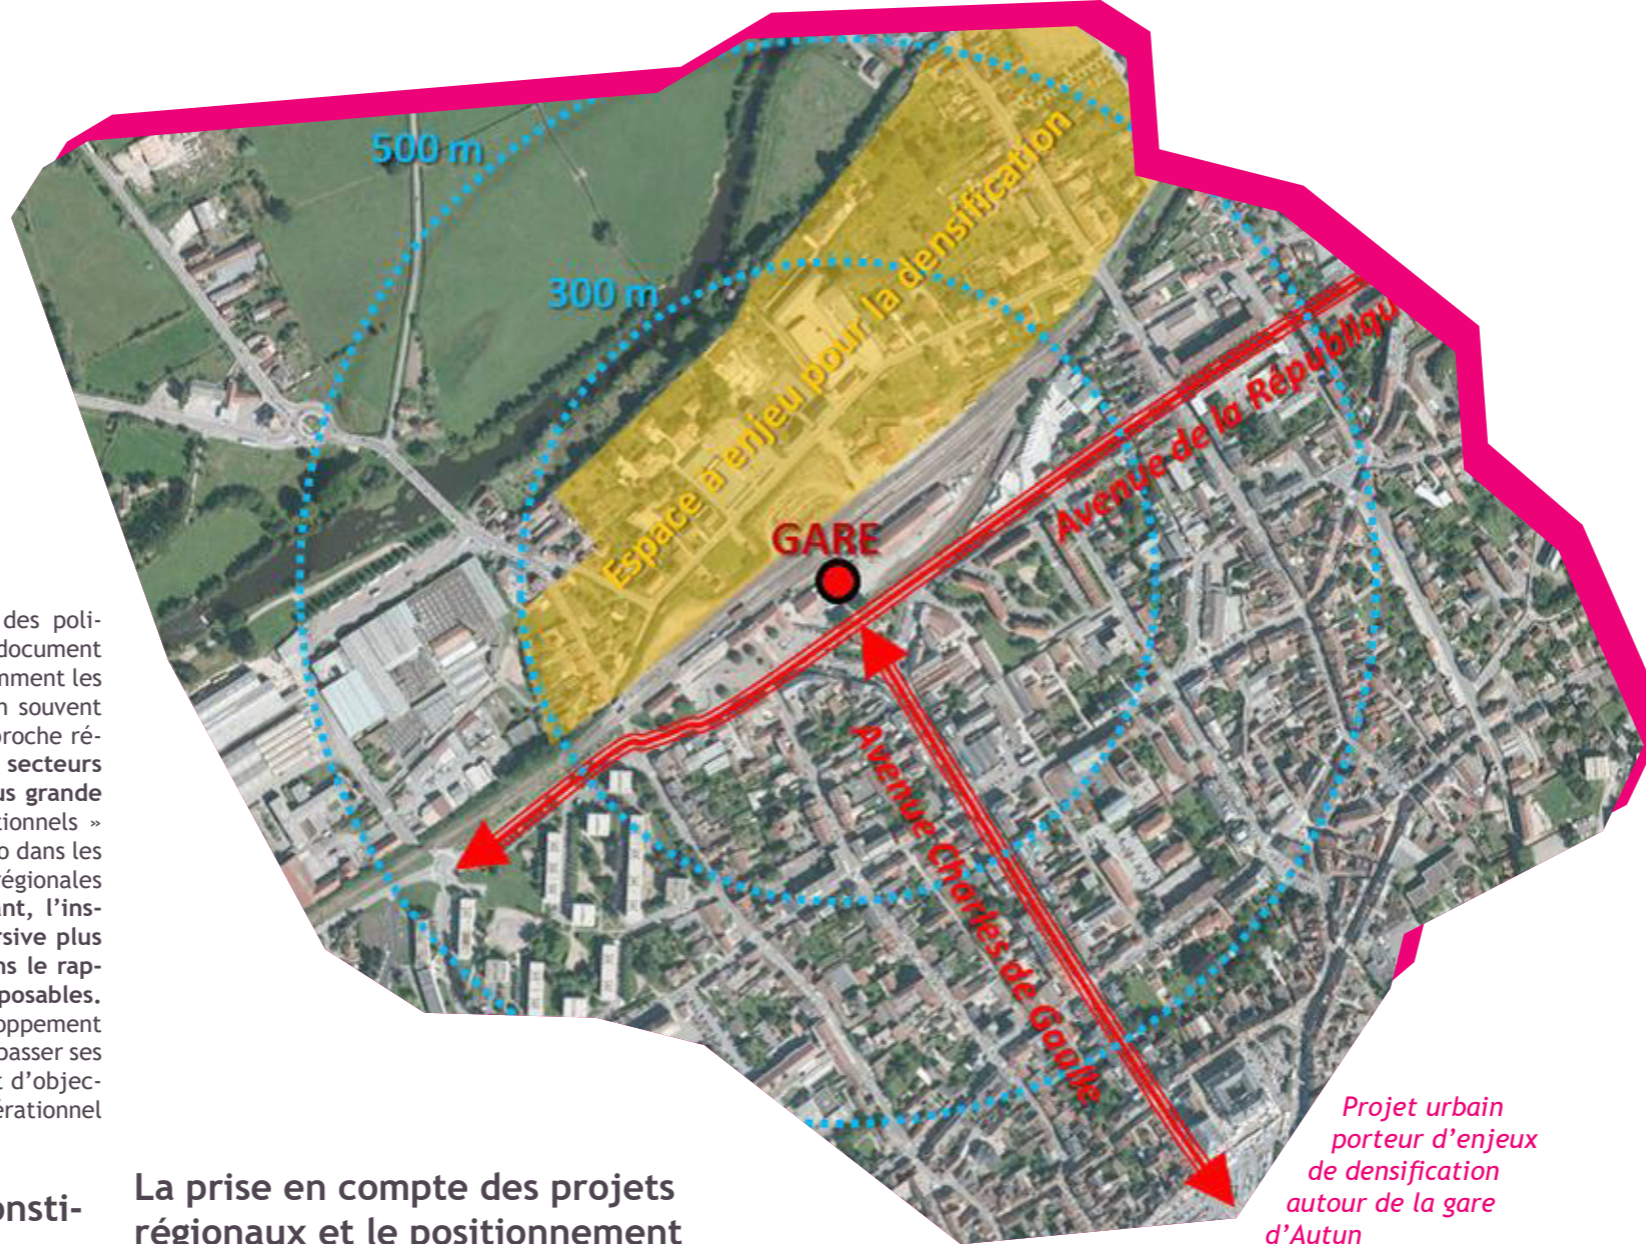 500 m
300 m
Espace à enjeu pour la densification
GARE
Avenue de la Républiqu
Avenue Charles de Gaulle
des poli-
document
mment les
n souvent
proche ré-
secteurs
us grande
tionnels »
o dans les
régionales
ant, l’ins-
rsive plus
ns le rap-
posables.
oppement
passer ses
t d’objec-
érationnel
onsti-
La prise en compte des projets
régionaux et le positionnement
Projet urbain
porteur d’enjeux
de densification
autour de la gare
d’Autun